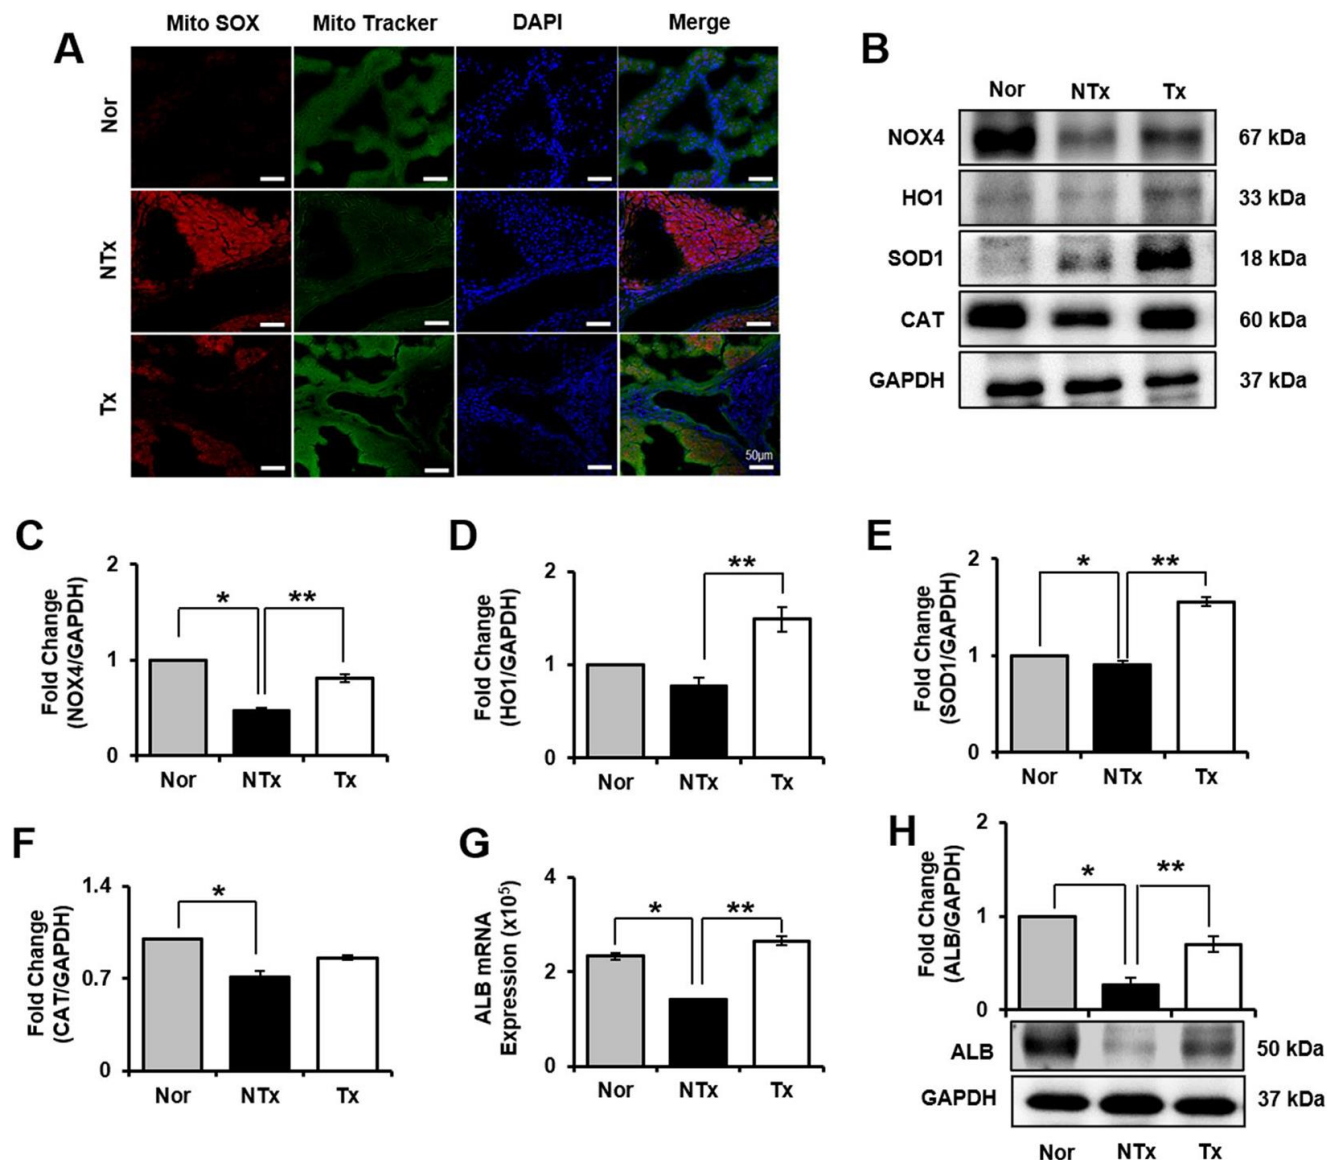 A
Mito SOX Mito Tracker DAPI Merge
Nor
NTx
Tx
50µm
B
Nor NTx Tx
NOX4 67 kDa
HO1 33 kDa
SOD1 18 kDa
CAT 60 kDa
GAPDH 37 kDa
C
Fold Change
(NOX4/GAPDH)
2
1
0
* **
Nor NTx Tx
D
Fold Change
(HO1/GAPDH)
2
1
0
**
Nor NTx Tx
E
Fold Change
(SOD1/GAPDH)
2
1
0
* **
Nor NTx Tx
F
Fold Change
(CAT/GAPDH)
1.4
0.7
0
*
Nor NTx Tx
G
ALB mRNA
Expression (x10⁵)
4
2
0
* **
Nor NTx Tx
H
Fold Change
(ALB/GAPDH)
2
1
0
* **
ALB 50 kDa
GAPDH 37 kDa
Nor NTx Tx